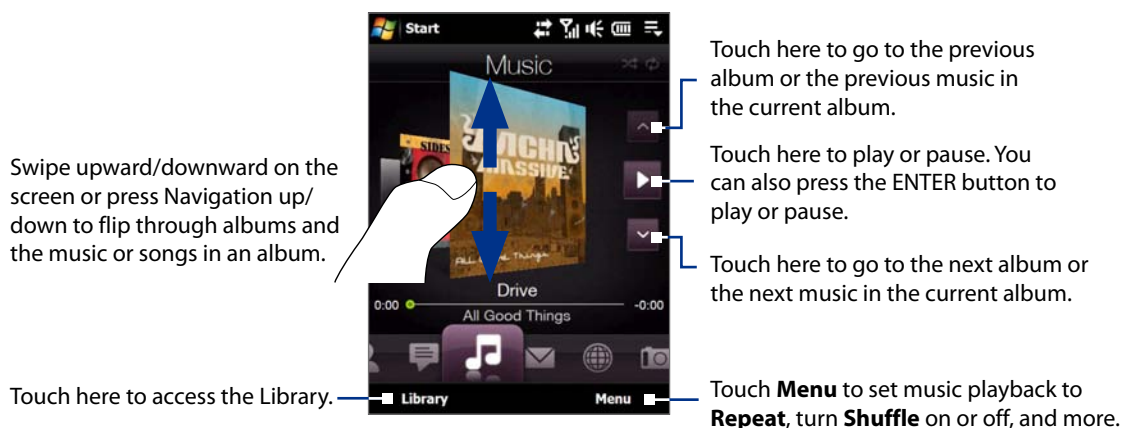 Start
Music
Touch here to go to the previous
album or the previous music in
the current album.
Swipe upward/downward on the
screen or press Navigation up/
down to flip through albums and
the music or songs in an album.
SIDES
Touch here to play or pause. You
can also press the ENTER button to
play or pause.
Touch here to go to the next album or
the next music in the current album.
ALL Good Things
Drive
0:00
-0:00
All Good Things
Touch here to access the Library.
Library
Menu
Touch Menu to set music playback to
Repeat, turn Shuffle on or off, and more.